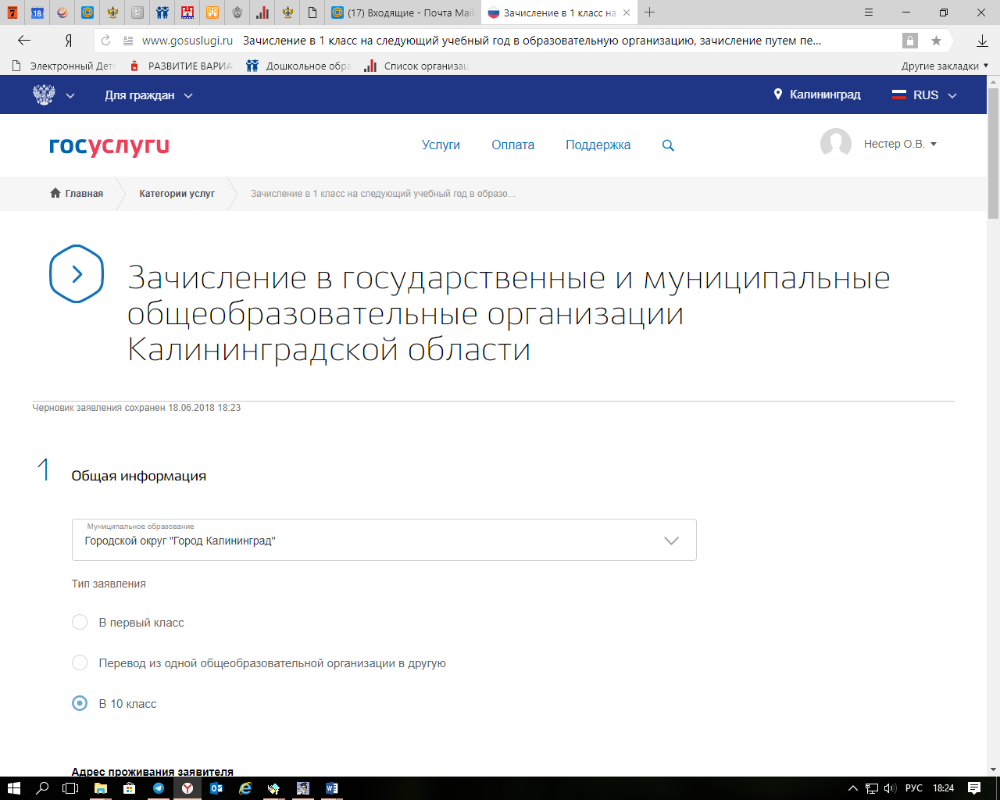 7
18
(17) Входящие - Почта Mail
Зачисление в 1 класс на
Я
www.gosuslugi.ru Зачисление в 1 класс на следующий учебный год в образовательную организацию, зачисление путем пе...
Электронный Дет
РАЗВИТИЕ ВАРИА
Дошкольное обра
Список организац
Другие закладки
Для граждан
Калининград
RUS
госуслуги
Услуги
Оплата
Поддержка
Нестер О.В.
Главная
Категории услуг
Зачисление в 1 класс на следующий учебный год в образо...
Зачисление в государственные и муниципальные
общеобразовательные организации
Калининградской области
Черновик заявления сохранен 18.06.2018 18:23
1
Общая информация
Муниципальное образование
Городской округ "Город Калининград"
Тип заявления
В первый класс
Перевод из одной общеобразовательной организации в другую
В 10 класс
Адрес проживания заявителя
РУС
18:24